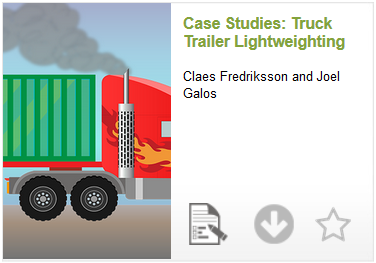 Case Studies: Truck
Trailer Lightweighting
Claes Fredriksson and Joel
Galos